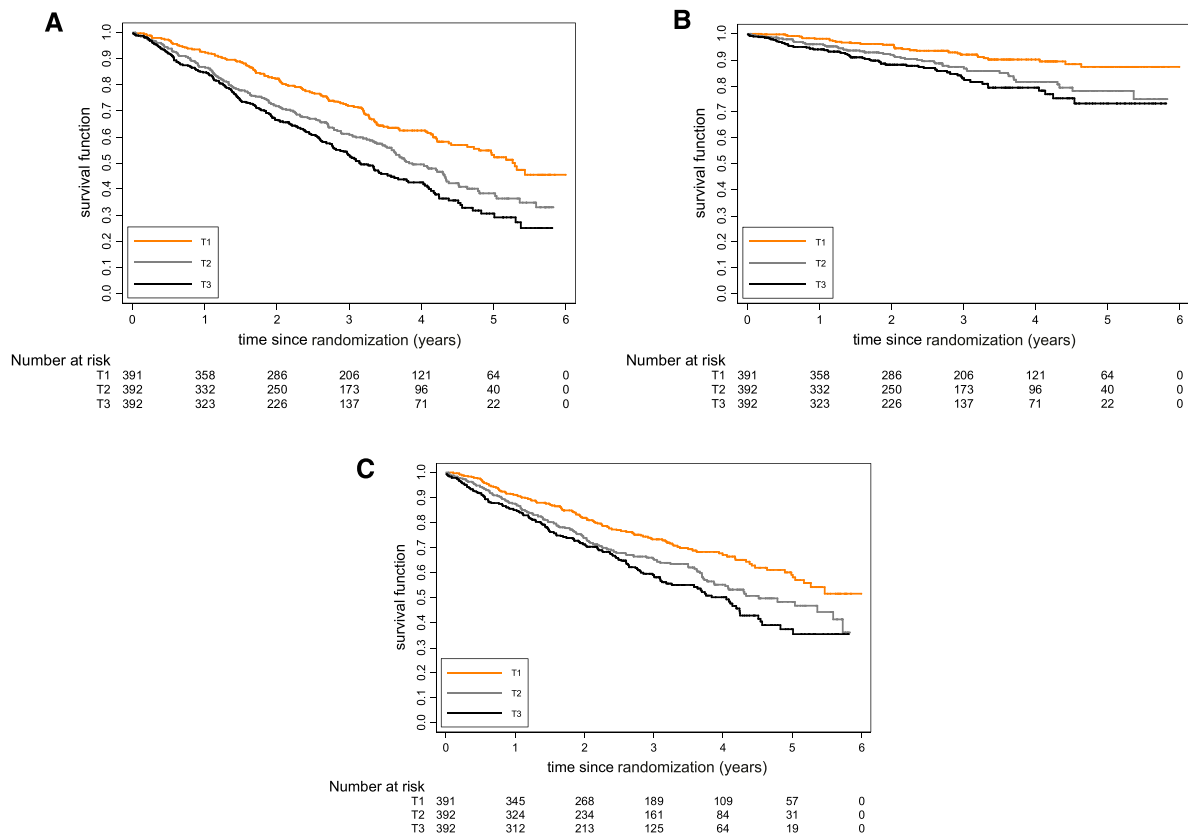 A
survival function
1.0
0.9
0.8
0.7
0.6
0.5
0.4
0.3
0.2
0.1
0.0
T1
T2
T3
0 1 2 3 4 5 6
time since randomization (years)
Number at risk
T1 391 358 286 206 121 64 0
T2 392 332 250 173 96 40 0
T3 392 323 226 137 71 22 0
B
survival function
1.0
0.9
0.8
0.7
0.6
0.5
0.4
0.3
0.2
0.1
0.0
T1
T2
T3
0 1 2 3 4 5 6
time since randomization (years)
Number at risk
T1 391 358 286 206 121 64 0
T2 392 332 250 173 96 40 0
T3 392 323 226 137 71 22 0
C
survival function
1.0
0.9
0.8
0.7
0.6
0.5
0.4
0.3
0.2
0.1
0.0
T1
T2
T3
0 1 2 3 4 5 6
time since randomization (years)
Number at risk
T1 391 345 268 189 109 57 0
T2 392 324 234 161 84 31 0
T3 392 312 213 125 64 19 0